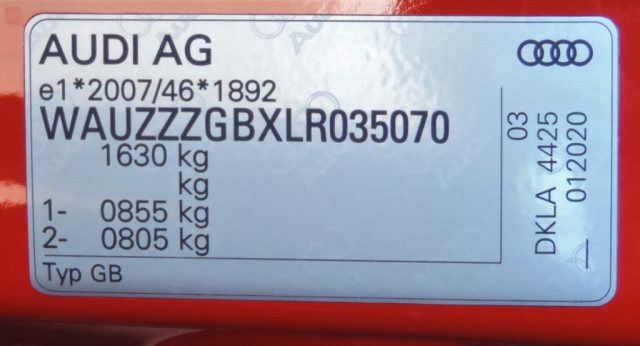 AUDI AG
e1*2007/46*1892
WAUZZZGBXLR035070
1630 kg
kg
1- 0855 kg
2- 0805 kg
Typ GB
03
DKLA 4425
012020